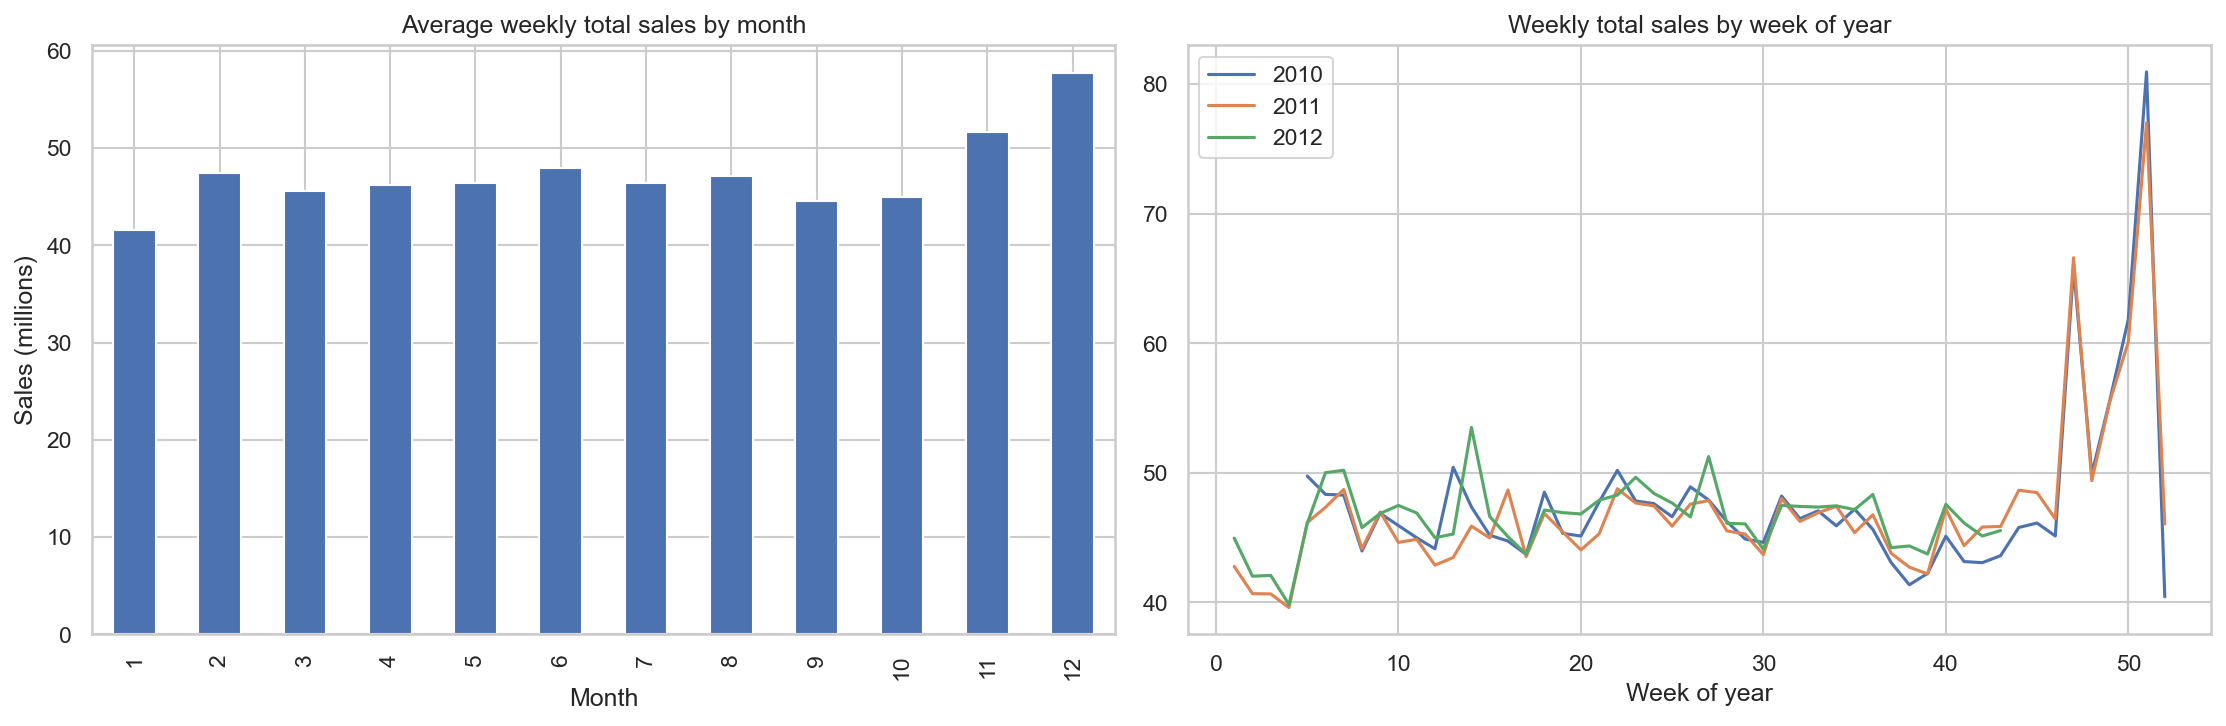 Average weekly total sales by month
Sales (millions)
60
50
40
30
20
10
0
1 2 3 4 5 6 7 8 9 10 11 12
Month
Weekly total sales by week of year
2010
2011
2012
80
70
60
50
40
0 10 20 30 40 50
Week of year